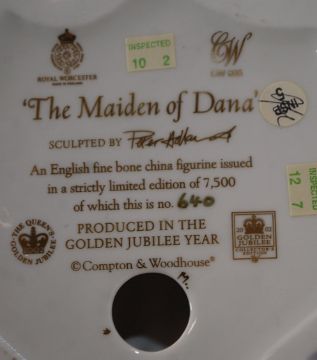 INSPECTED
10 2
CW
ROYAL WORCESTER
'The Maiden of Dana'
SCULPTED BY
An English fine bone china figurine issued
in a strictly limited edition of 7,500
of which this is no. 640
INSPECTED
12 7
PRODUCED IN THE
GOLDEN JUBILEE YEAR
THE QUEEN'S
GOLDEN JUBILEE
20 02
GOLDEN
JUBILEE
© Compton & Woodhouse
M.